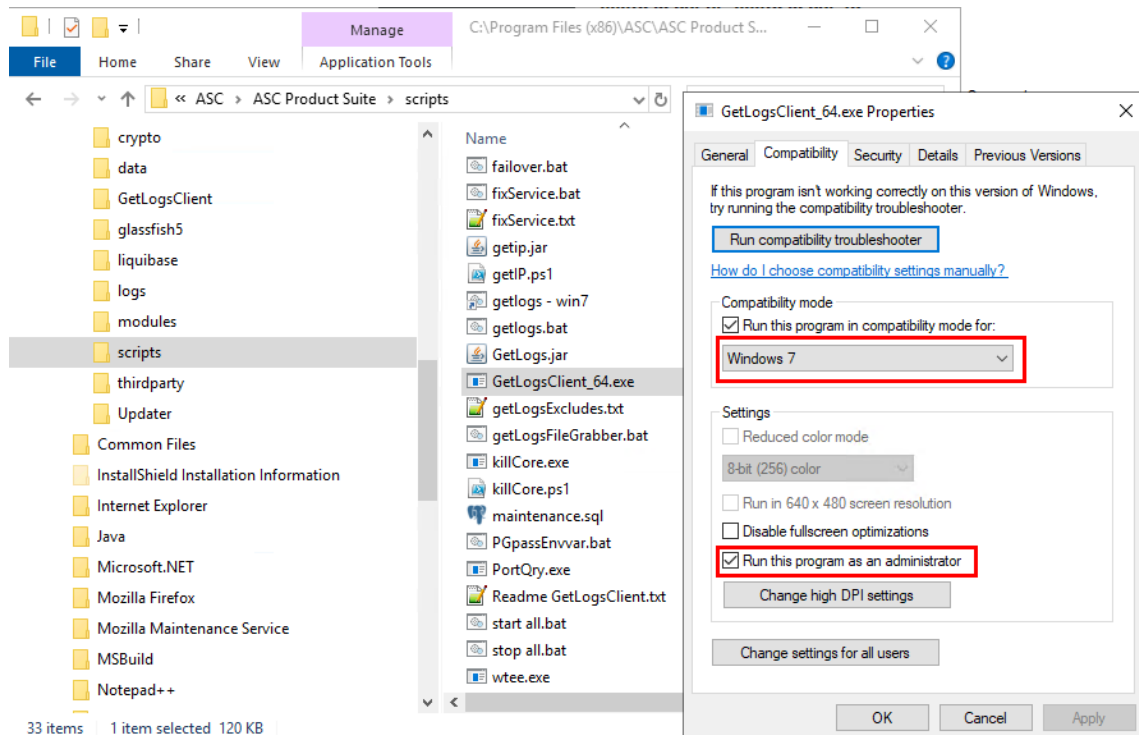 Manage
C:\Program Files (x86)\ASC\ASC Product S...
File
Home
Share
View
Application Tools
« ASC > ASC Product Suite > scripts
crypto
data
GetLogsClient
glassfish5
liquibase
logs
modules
scripts
thirdparty
Updater
Common Files
InstallShield Installation Information
Internet Explorer
Java
Microsoft.NET
Mozilla Firefox
Mozilla Maintenance Service
MSBuild
Notepad++
Name
failover.bat
fixService.bat
fixService.txt
getip.jar
getIP.ps1
getlogs - win7
getlogs.bat
GetLogs.jar
GetLogsClient_64.exe
getLogsExcludes.txt
getLogsFileGrabber.bat
killCore.exe
killCore.ps1
maintenance.sql
PGpassEnvvar.bat
PortQry.exe
Readme GetLogsClient.txt
start all.bat
stop all.bat
wtee.exe
33 items
1 item selected 120 KB
GetLogsClient_64.exe Properties
General
Compatibility
Security
Details
Previous Versions
If this program isn't working correctly on this version of Windows,
try running the compatibility troubleshooter.
Run compatibility troubleshooter
How do I choose compatibility settings manually?
Compatibility mode
Run this program in compatibility mode for:
Windows 7
Settings
Reduced color mode
8-bit (256) color
Run in 640 x 480 screen resolution
Disable fullscreen optimizations
Run this program as an administrator
Change high DPI settings
Change settings for all users
OK
Cancel
Apply